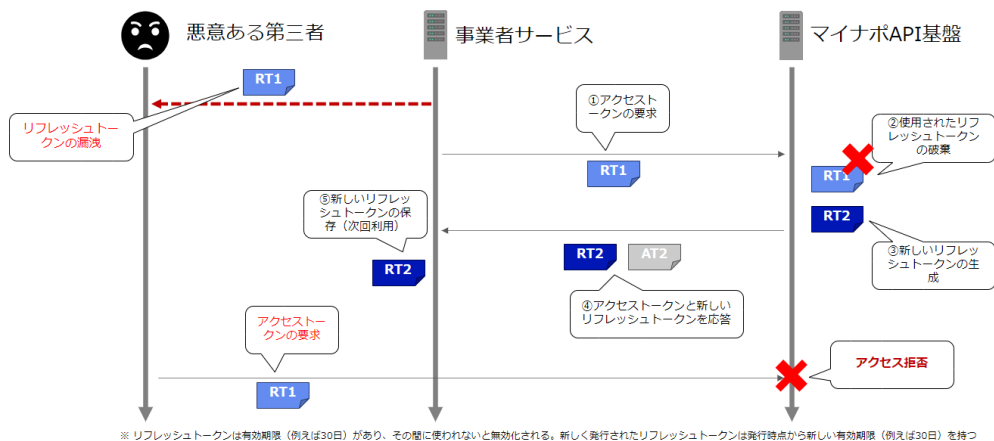 悪意ある第三者
事業者サービス
マイナポAPI基盤
RT1
リフレッシュトー
クンの漏洩
①アクセスト
ークンの要求
RT1
②使用されたリフ
レッシュトークン
の破棄
RT1
RT2
③新しいリフレッ
シュトークンの生
成
⑤新しいリフレッ
シュトークンの保
存（次回利用）
RT2
RT2
AT2
④アクセストークンと新しい
リフレッシュトークンを応答
アクセストー
クンの要求
RT1
アクセス拒否
※ リフレッシュトークンは有効期限（例えば30日）があり、その間に使われないと無効化される。新しく発行されたリフレッシュトークンは発行時点から新しい有効期限（例えば30日）を持つ